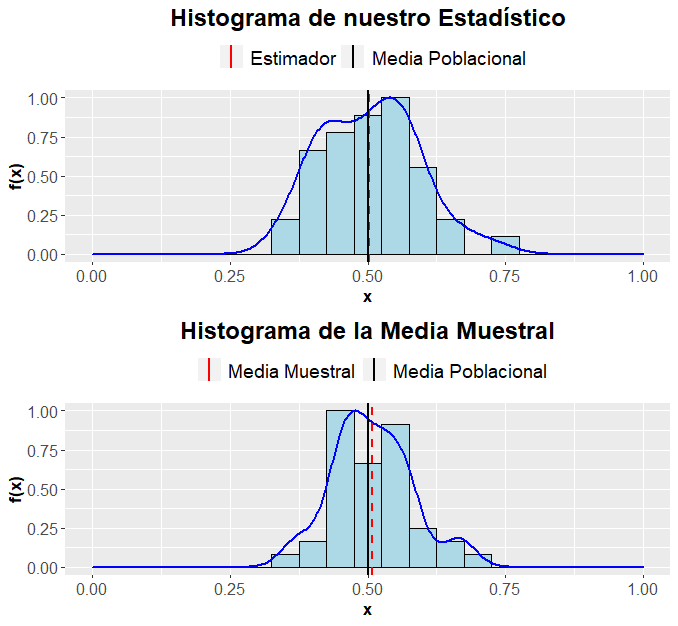 Histograma de nuestro Estadístico
Estimador Media Poblacional
1.00
0.75
0.50
0.25
0.00
f(x)
0.00 0.25 0.50 0.75 1.00
x
Histograma de la Media Muestral
Media Muestral Media Poblacional
1.00
0.75
0.50
0.25
0.00
f(x)
0.00 0.25 0.50 0.75 1.00
x